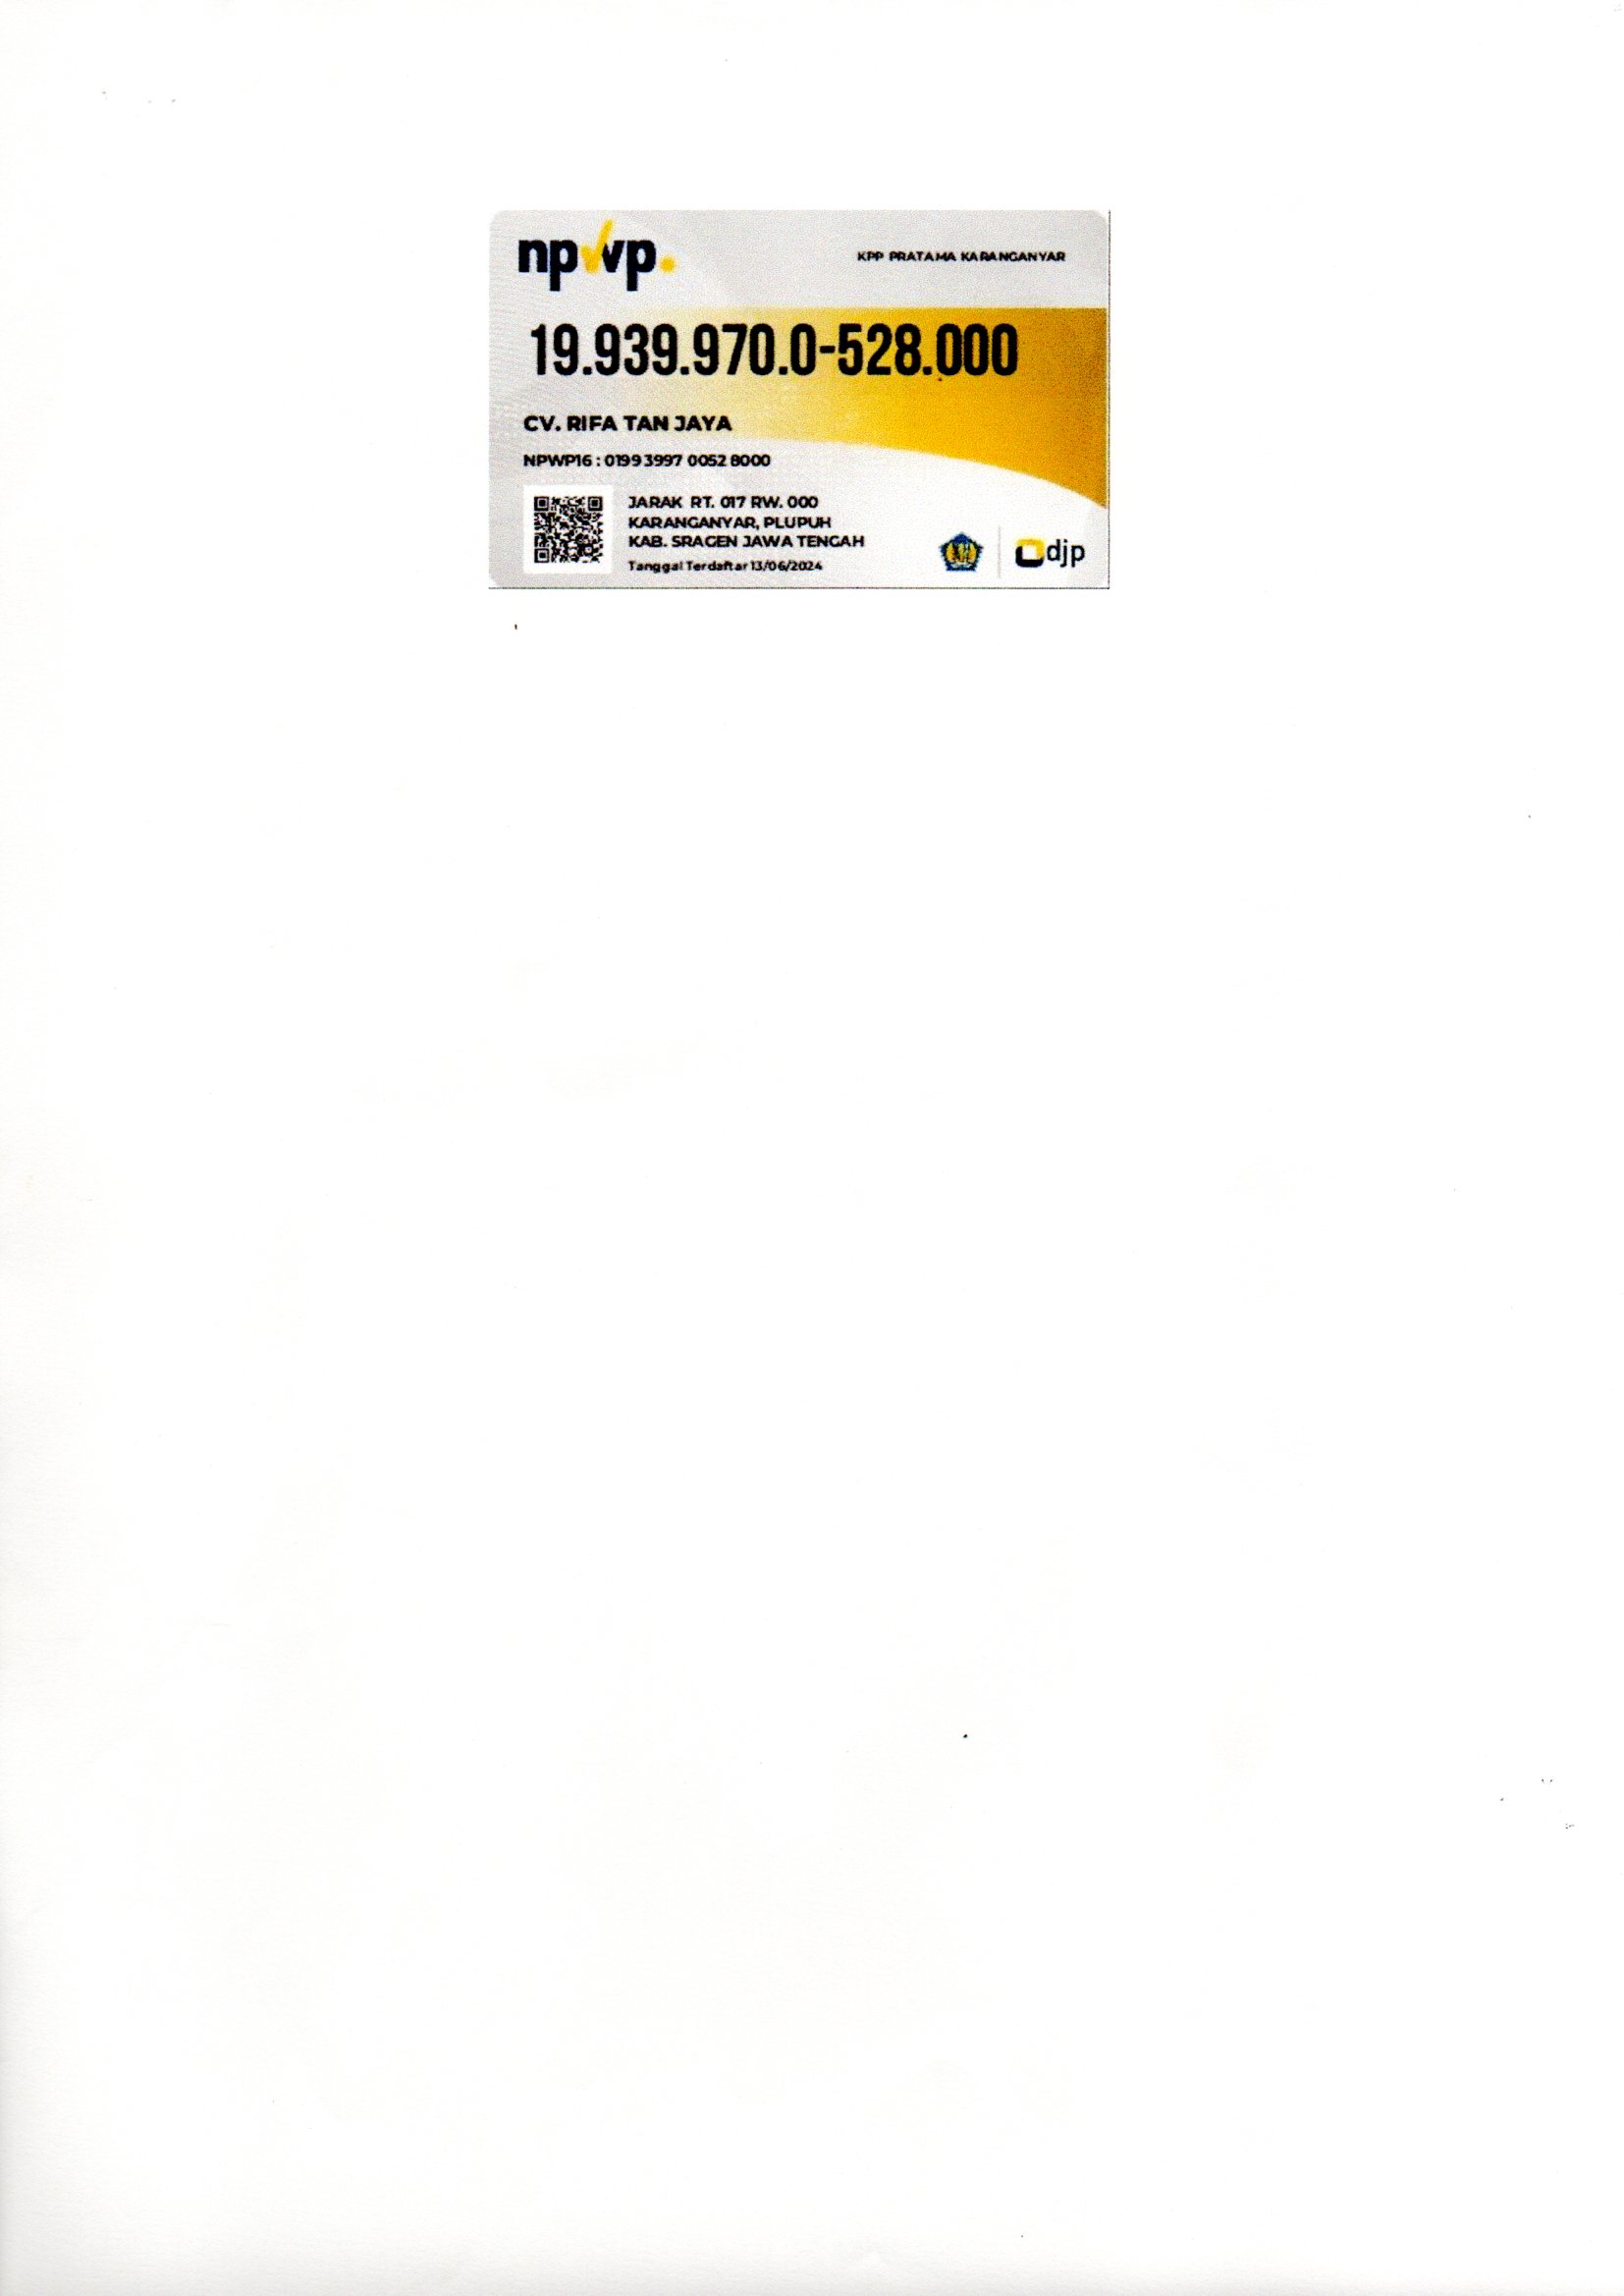 npwp.
KPP PRATAMA KARANGANYAR
19.939.970.0-528.000
CV. RIFA TAN JAYA
NPWP16 : 0199 3997 0052 8000
JARAK RT. 017 RW. 000
KARANGANYAR, PLUPUH
KAB. SRAGEN JAWA TENGAH
Tanggal Terdaftar 13/06/2024
djp